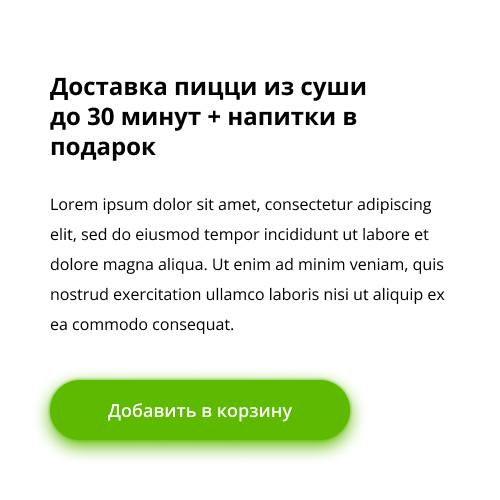 Доставка пицци из суши
до 30 минут + напитки в
подарок
Lorem ipsum dolor sit amet, consectetur adipiscing
elit, sed do eiusmod tempor incididunt ut labore et
dolore magna aliqua. Ut enim ad minim veniam, quis
nostrud exercitation ullamco laboris nisi ut aliquip ex
ea commodo consequat.
Добавить в корзину